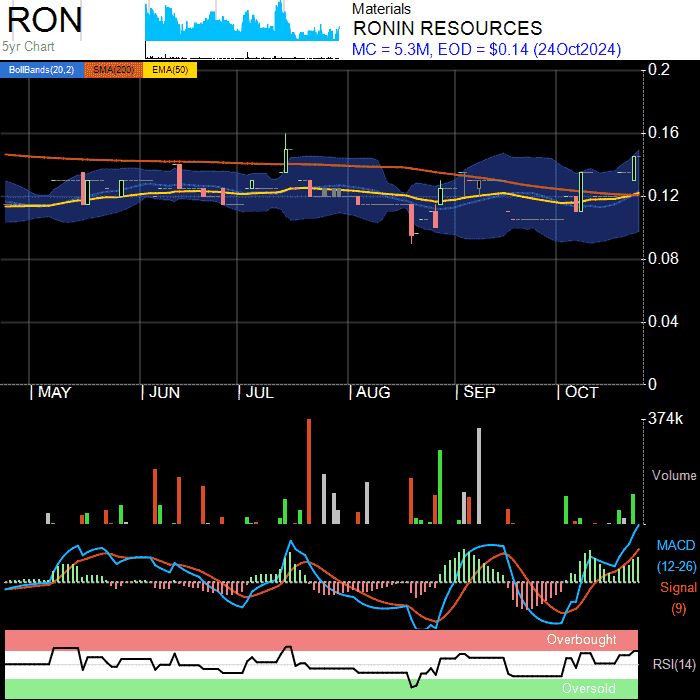 RON
5yr Chart
Materials
RONIN RESOURCES
MC = 5.3M, EOD = $0.14 (24Oct2024)
BollBands(20,2) SMA(200) EMA(50)
0.2
0.16
0.12
0.08
0.04
0
MAY JUN JUL AUG SEP OCT
374k
Volume
MACD
(12-26)
Signal
(9)
Overbought
RSI(14)
Oversold